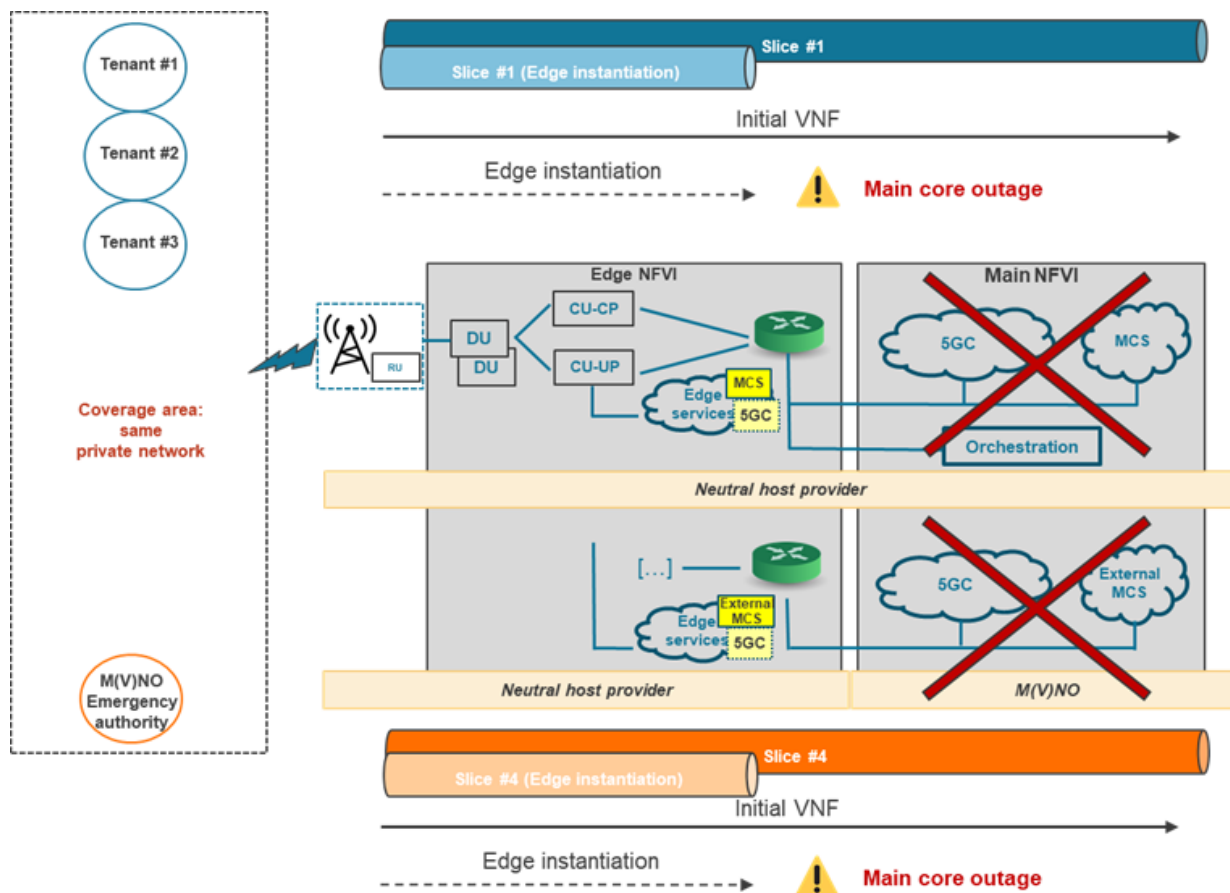 Tenant #1
Tenant #2
Tenant #3
Coverage area:
same
private network
M(V)NO
Emergency
authority
Slice #1
Slice #1 (Edge instantiation)
Initial VNF
Edge instantiation
Main core outage
Edge NFVI
Main NFVI
RU
DU
DU
CU-CP
CU-UP
MCS
Edge
services
5GC
5GC
MCS
Orchestration
Neutral host provider
[...]
External
MCS
Edge
services
5GC
5GC
External
MCS
Neutral host provider
M(V)NO
Slice #4
Slice #4 (Edge instantiation)
Initial VNF
Edge instantiation
Main core outage